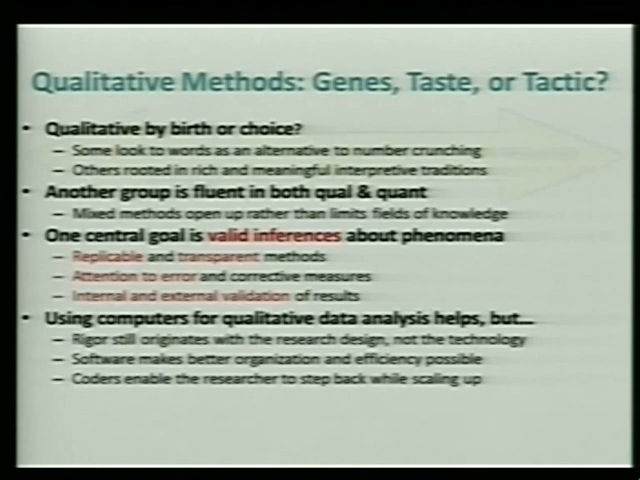 Qualitative Methods: Genes, Taste, or Tactic?
• Qualitative by birth or choice?
– Some look to words as an alternative to number crunching
– Others rooted in rich and meaningful interpretive traditions
• Another group is fluent in both qual & quant
– Mixed methods open up rather than limits fields of knowledge
• One central goal is valid inferences about phenomena
– Replicable and transparent methods
– Attention to error and corrective measures
– Internal and external validation of results
• Using computers for qualitative data analysis helps, but...
– Rigor still originates with the research design, not the technology
– Software makes better organization and efficiency possible
– Coders enable the researcher to step back while scaling up